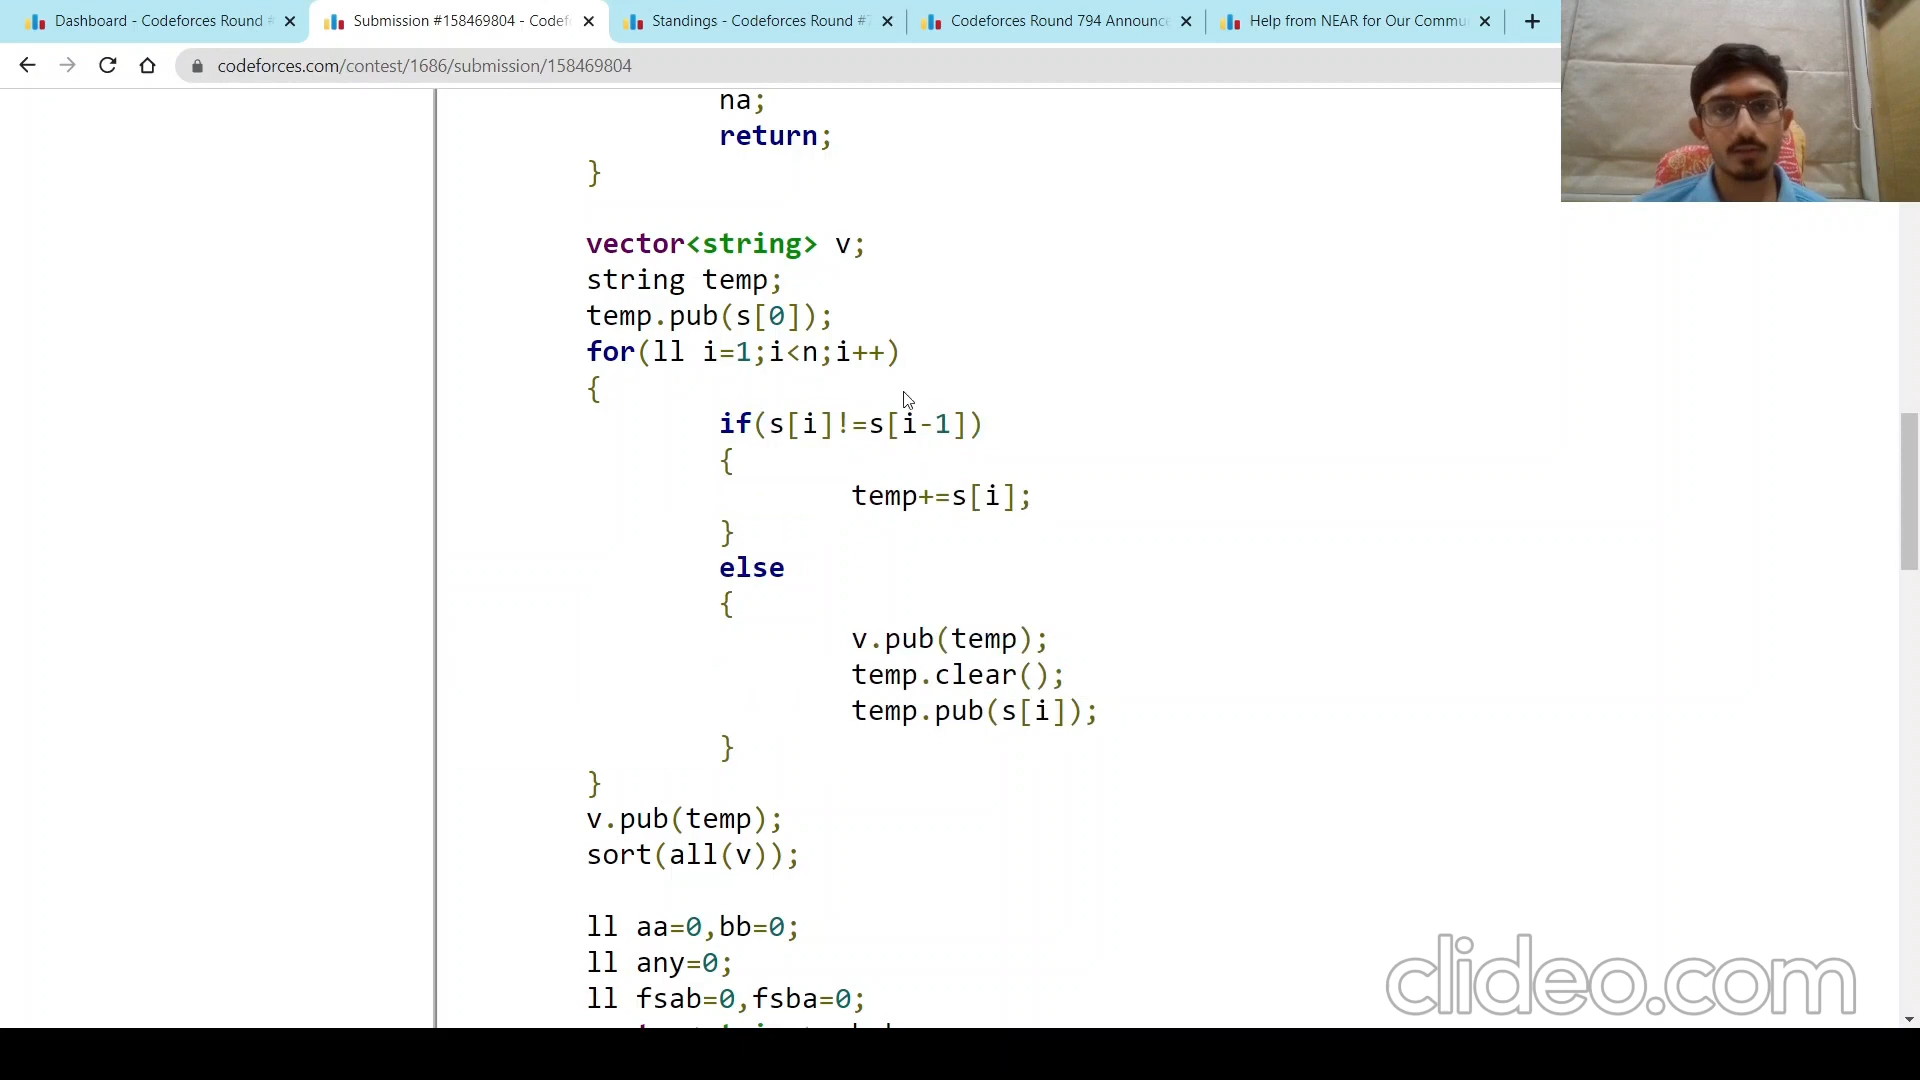 Dashboard - Codeforces Round #
Submission #158469804 - Codef
Standings - Codeforces Round #7
Codeforces Round 794 Announce
Help from NEAR for Our Commu
codeforces.com/contest/1686/submission/158469804
na;
return;
}
vector<string> v;
string temp;
temp.pub(s[0]);
for(ll i=1;i<n;i++)
{
if(s[i]!=s[i-1])
{
temp+=s[i];
}
else
{
v.pub(temp);
temp.clear();
temp.pub(s[i]);
}
}
v.pub(temp);
sort(all(v));
ll aa=0,bb=0;
ll any=0;
ll fsab=0,fsba=0;
clideo.com